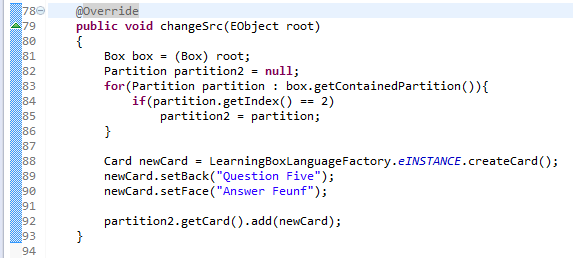 78 @Override
79 public void changeSrc(EObject root)
80 {
81 Box box = (Box) root;
82 Partition partition2 = null;
83 for(Partition partition : box.getContainedPartition()){
84 if(partition.getIndex() == 2)
85 partition2 = partition;
86 }
87
88 Card newCard = LearningBoxLanguageFactory.eINSTANCE.createCard();
89 newCard.setBack("Question Five");
90 newCard.setFace("Answer Feunf");
91
92 partition2.getCard().add(newCard);
93 }
94